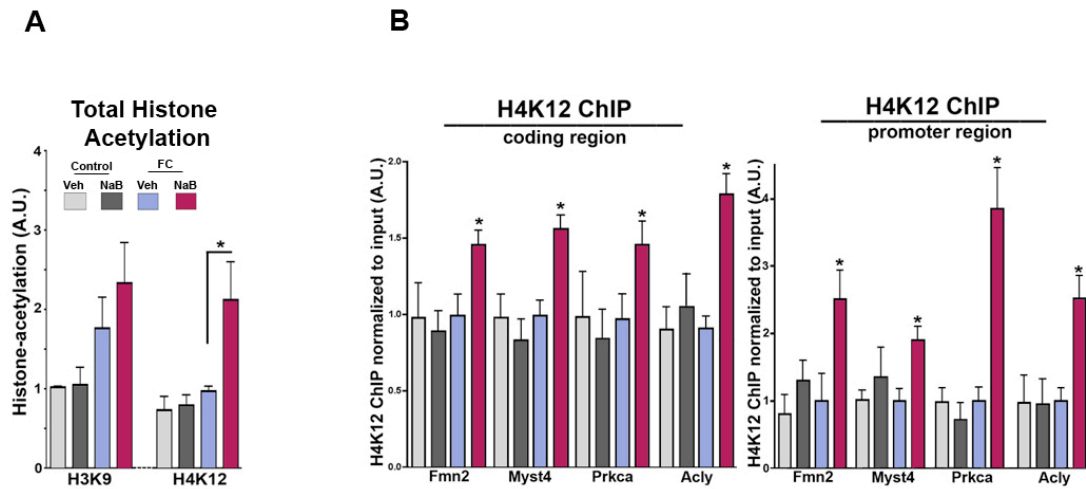 A
B
Total Histone
Acetylation
Control
FC
Veh
NaB
Veh
NaB
Histone-acetylation (A.U.)
4
3
2
1
0
*
H3K9
H4K12
H4K12 ChIP
coding region
H4K12 ChIP normalized to input (A.U.)
2.0
1.5
1.0
0.5
0.0
*
*
*
*
Fmn2
Myst4
Prkca
Acly
H4K12 ChIP
promoter region
H4K12 ChIP normalized to input (A.U.)
4
3
2
1
0
*
*
*
*
Fmn2
Myst4
Prkca
Acly